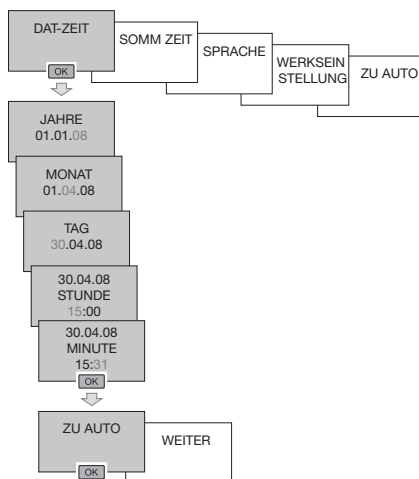 DAT-ZEIT
OK
SOMM ZEIT
SPRACHE
WERKSEIN
STELLUNG
ZU AUTO
JAHRE
01.01.08
MONAT
01.04.08
TAG
30.04.08
30.04.08
STUNDE
15:00
30.04.08
MINUTE
15:31
OK
ZU AUTO
OK
WEITER